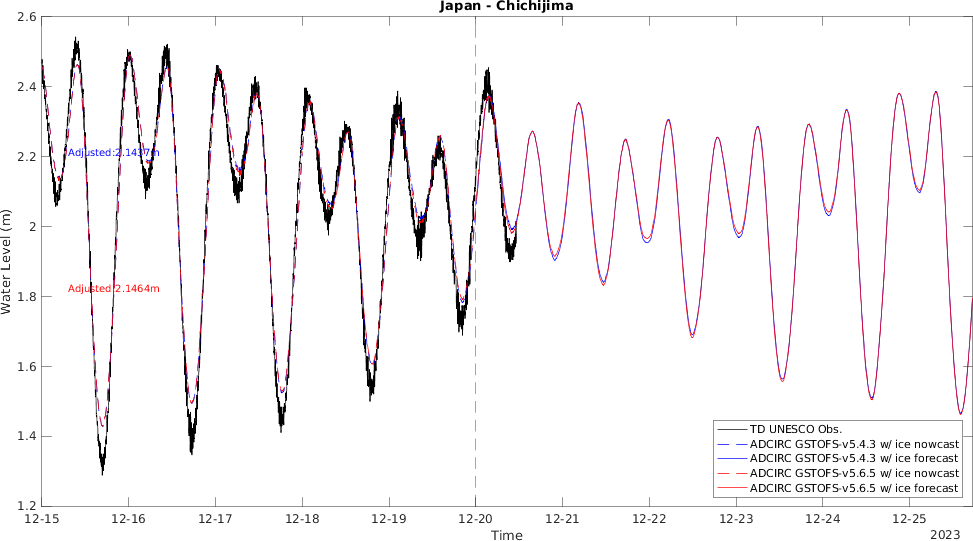 Japan - Chichijima
2.6
2.4
2.2
2
1.8
1.6
1.4
1.2
Water Level (m)
Adjusted:2.1437m
Adjusted:2.1464m
TD UNESCO Obs.
ADCIRC GSTOFS-v5.4.3 w/ ice nowcast
ADCIRC GSTOFS-v5.4.3 w/ ice forecast
ADCIRC GSTOFS-v5.6.5 w/ ice nowcast
ADCIRC GSTOFS-v5.6.5 w/ ice forecast
12-15 12-16 12-17 12-18 12-19 12-20 12-21 12-22 12-23 12-24 12-25
Time
2023